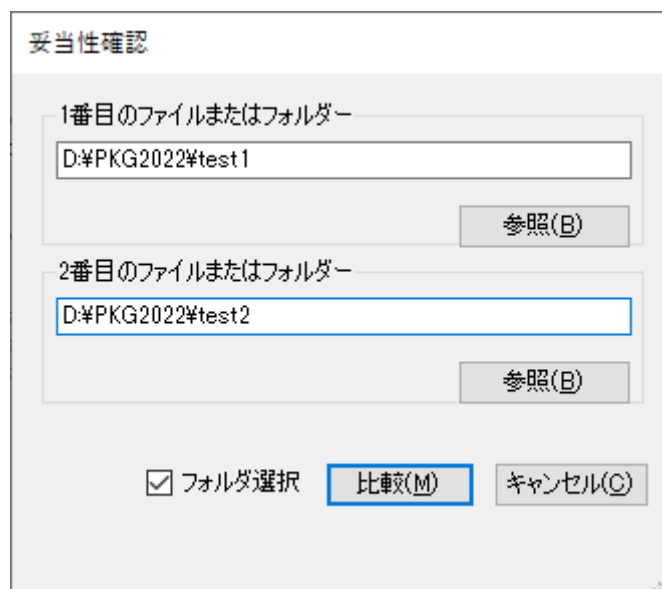 妥当性確認
1番目のファイルまたはフォルダー
D:¥PKG2022¥test1
参照(B)
2番目のファイルまたはフォルダー
D:¥PKG2022¥test2
参照(B)
フォルダ選択 比較(M) キャンセル(C)